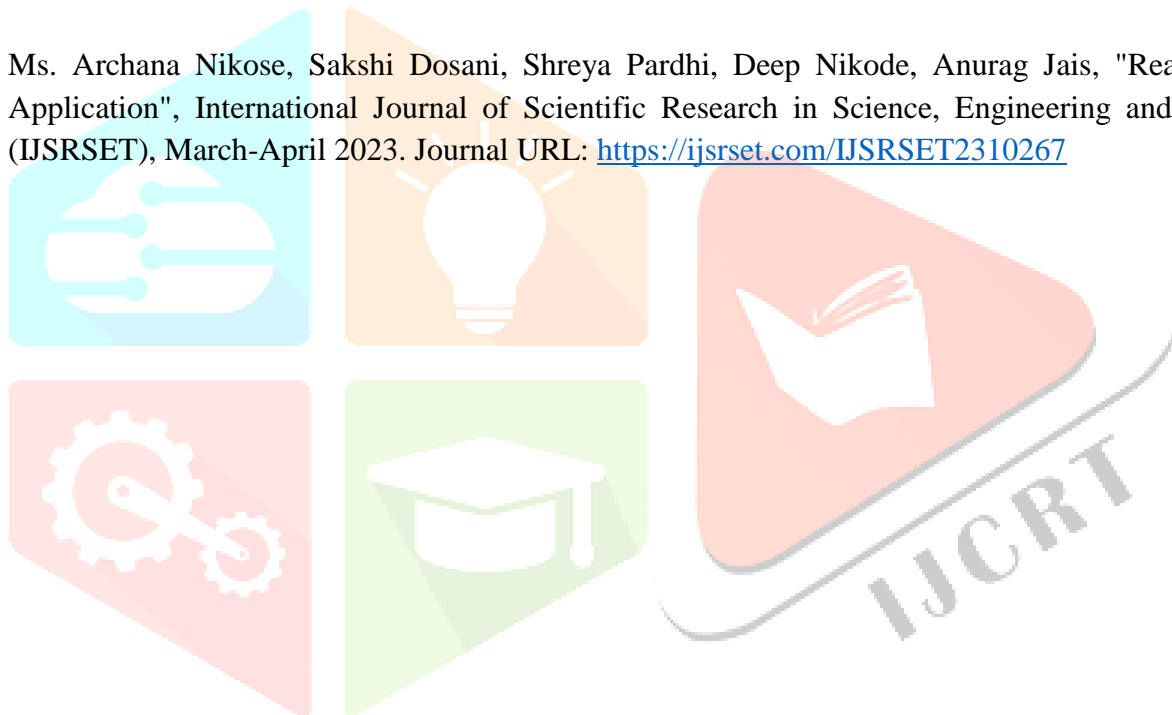 Ms. Archana Nikose, Sakshi Dosani, Shreya Pardhi, Deep Nikode, Anurag Jais, "Rea
Application", International Journal of Scientific Research in Science, Engineering and
(IJSRSET), March-April 2023. Journal URL: https://ijsrset.com/IJSRSET2310267
IJCRT